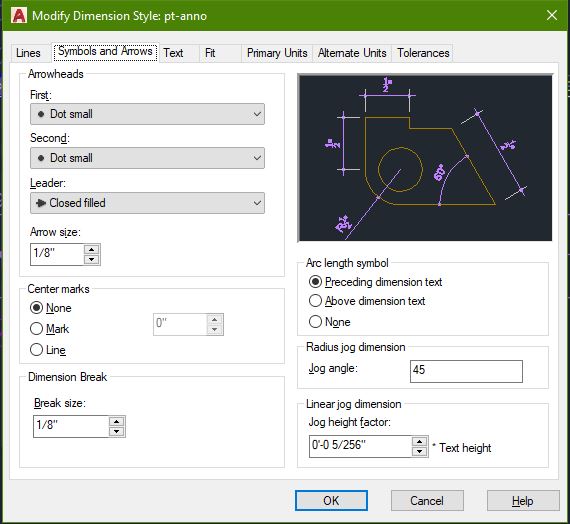 A Modify Dimension Style: pt-anno
Lines Symbols and Arrows Text Fit Primary Units Alternate Units Tolerances
Arrowheads
First:
Dot small
Second:
Dot small
Leader:
Closed filled
Arrow size:
1/8"
Center marks
None
Mark
0"
Line
Dimension Break
Break size:
1/8"
60°
Arc length symbol
Preceding dimension text
Above dimension text
None
Radius jog dimension
Jog angle:
45
Linear jog dimension
Jog height factor:
0'-0 5/256"
* Text height
OK Cancel Help